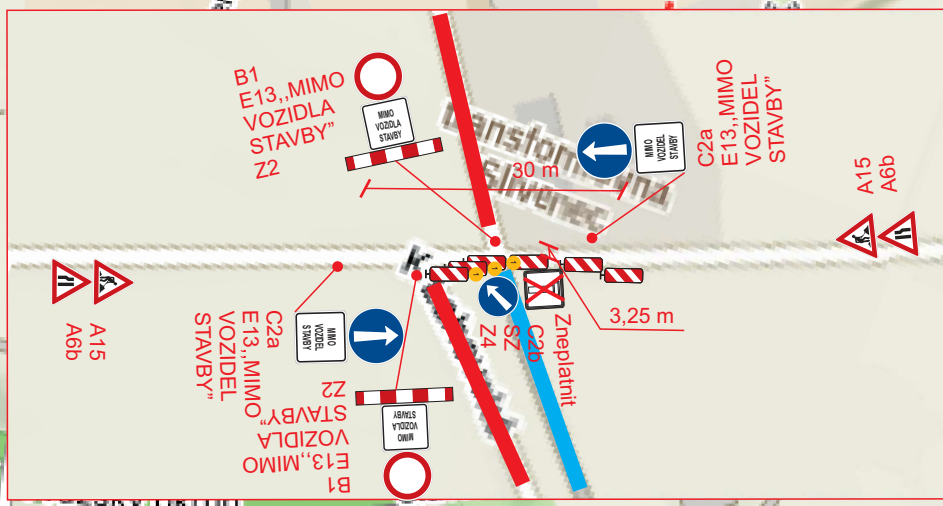 B1
E13,,MIMO
VOZIDLA
STAVBY”
Z2
MIMO
VOZIDLA
STAVBY
30 m
MIMO
VOZIDEL
STAVBY
C2a
E13,,MIMO
VOZIDEL
STAVBY”
A15
A6b
A15
A6b
MIMO
VOZIDEL
STAVBY
C2a
E13,,MIMO
VOZIDEL
STAVBY”
Zneplatnit
C2b
SZ
Z4
3,25 m
MIMO
VOZIDLA
STAVBY
B1
E13,,MIMO
VOZIDLA
STAVBY”
Z2